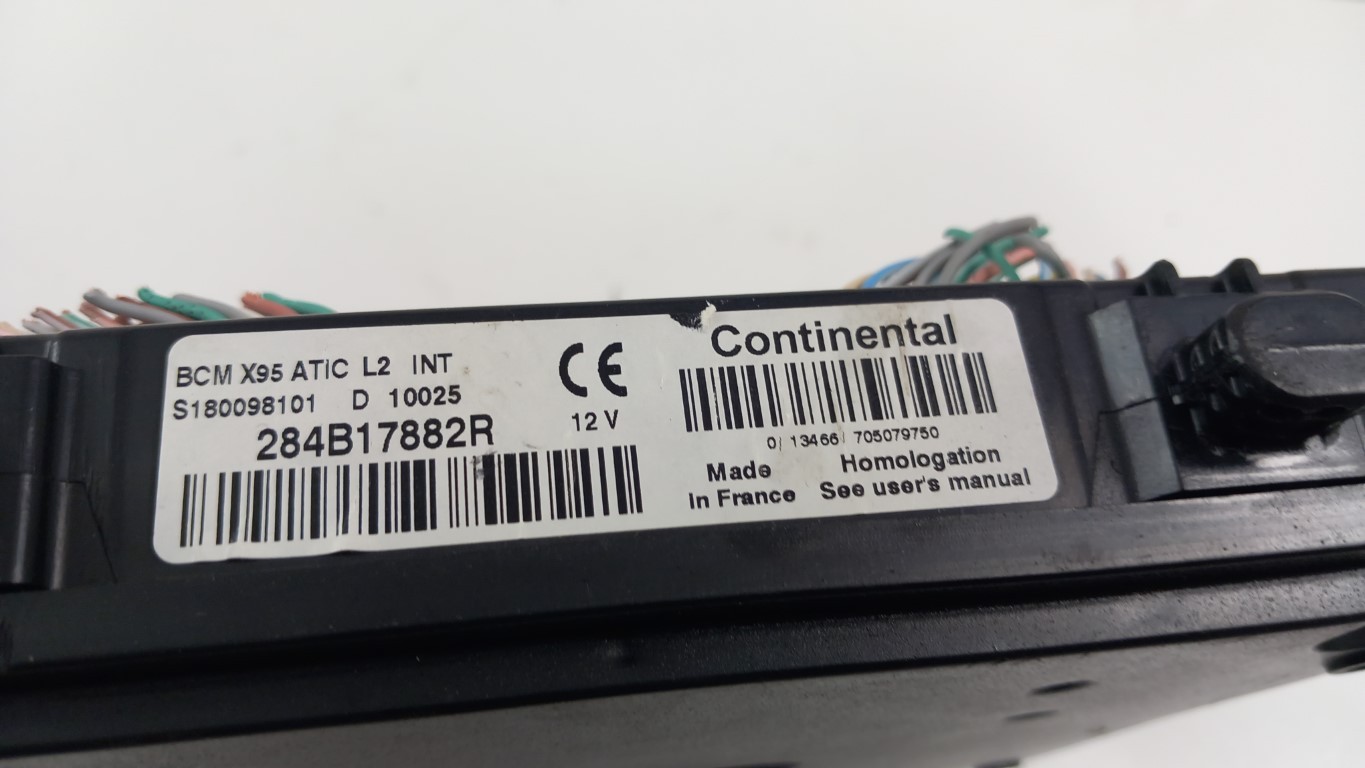 BCM X95 ATIC L2 INT
S180098101 D 10025
284B17882R
CE
12 V
Continental
0/ 13466/ 705079750
Made
In France
Homologation
See user's manual